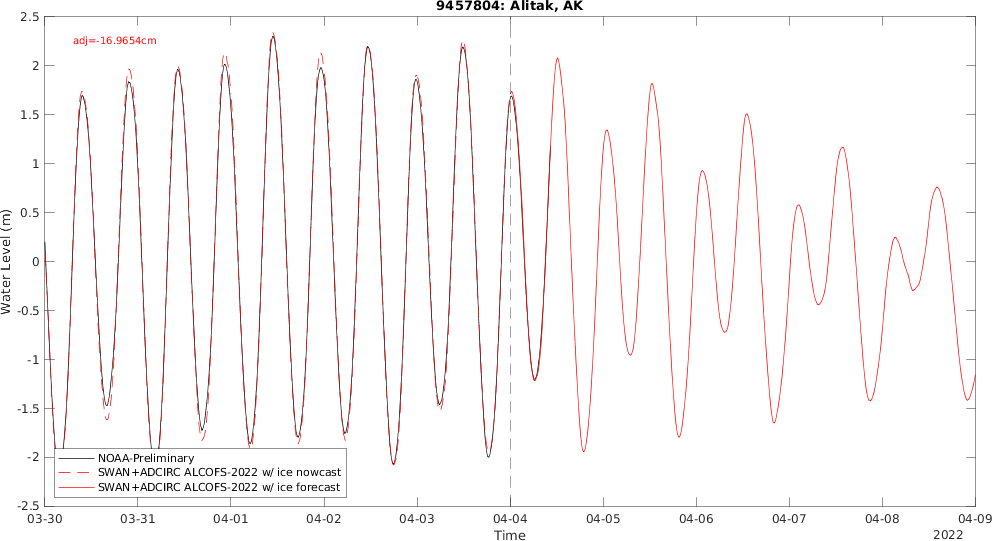 9457804: Alitak, AK
adj=-16.9654cm
2.5
2
1.5
1
0.5
0
-0.5
-1
-1.5
-2
-2.5
Water Level (m)
NOAA-Preliminary
SWAN+ADCIRC ALCOFS-2022 w/ ice nowcast
SWAN+ADCIRC ALCOFS-2022 w/ ice forecast
03-30 03-31 04-01 04-02 04-03 04-04 04-05 04-06 04-07 04-08 04-09
Time
2022